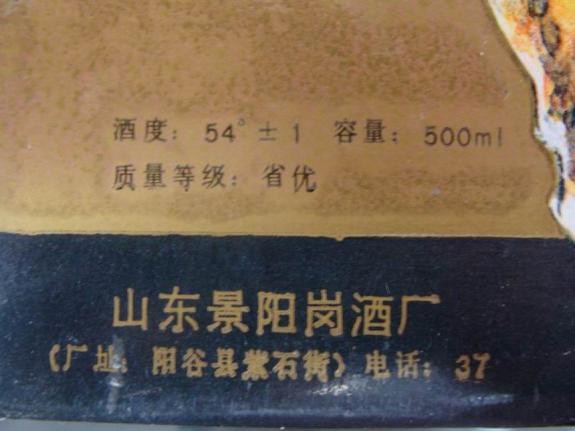 酒度：54°±1 容量：500ml
质量等级：省优
山东景阳岗酒厂
（厂址：阳谷县紫石街）电话：37